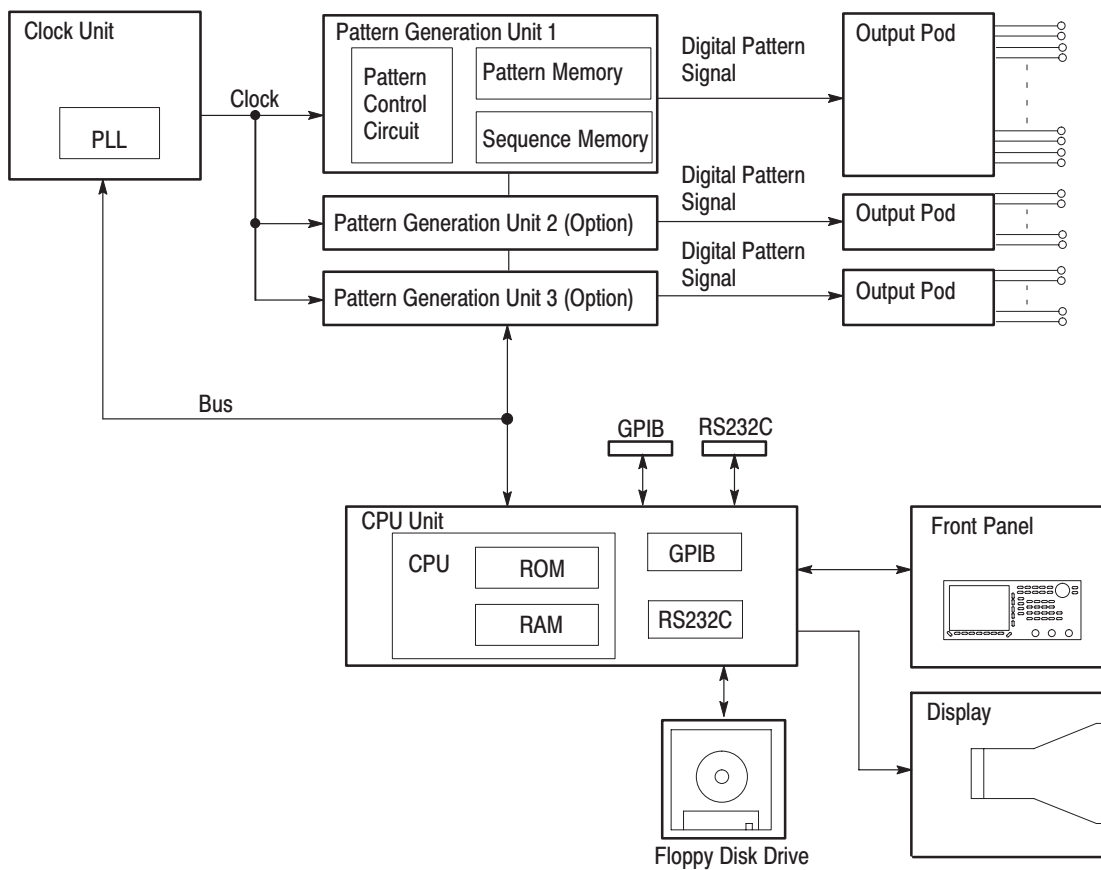 Clock Unit
PLL
Clock
Pattern Generation Unit 1
Pattern
Control
Circuit
Pattern Memory
Sequence Memory
Digital Pattern
Signal
Output Pod
Pattern Generation Unit 2 (Option)
Digital Pattern
Signal
Output Pod
Pattern Generation Unit 3 (Option)
Digital Pattern
Signal
Output Pod
Bus
GPIB
RS232C
CPU Unit
CPU
ROM
RAM
GPIB
RS232C
Front Panel
Display
Floppy Disk Drive